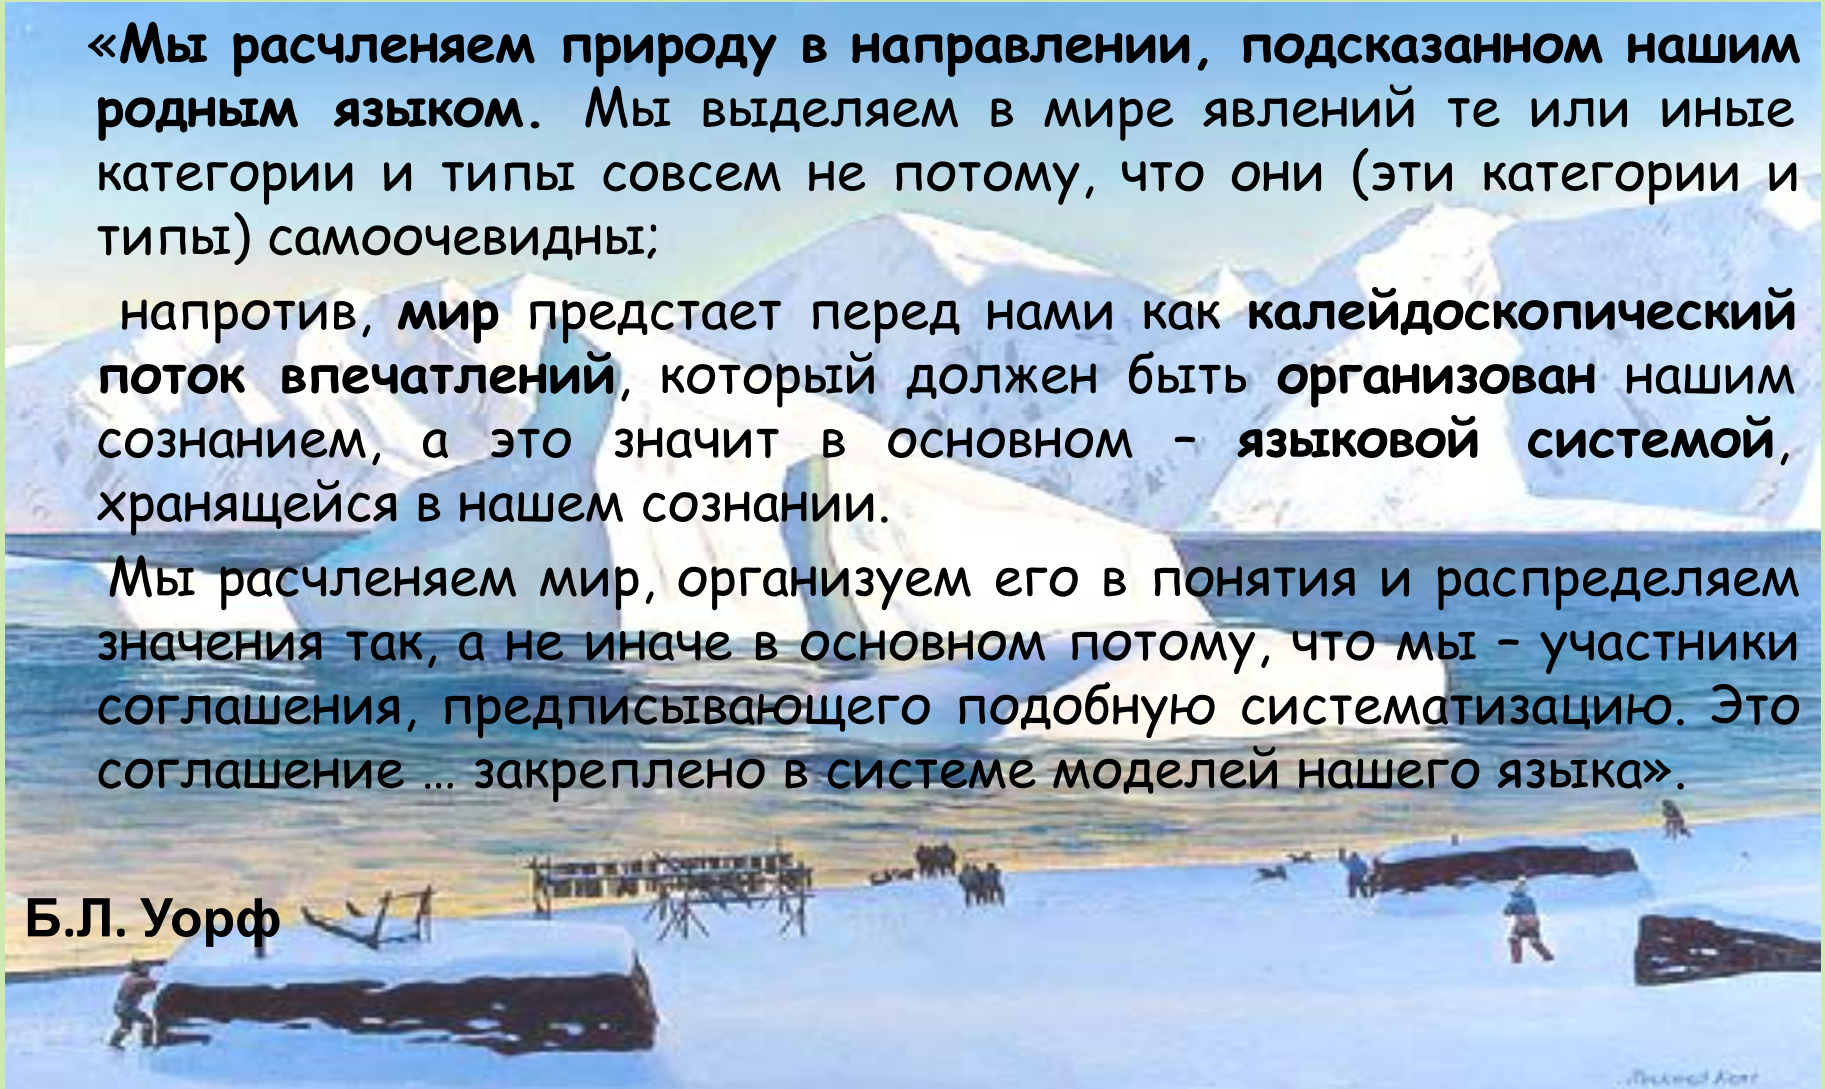 «Мы расчленяем природу в направлении, подсказанном нашим
родным языком. Мы выделяем в мире явлений те или иные
категории и типы совсем не потому, что они (эти категории и
типы) самоочевидны;
напротив, мир предстает перед нами как калейдоскопический
поток впечатлений, который должен быть организован нашим
сознанием, а это значит в основном – языковой системой,
хранящейся в нашем сознании.
Мы расчленяем мир, организуем его в понятия и распределяем
значения так, а не иначе в основном потому, что мы – участники
соглашения, предписывающего подобную систематизацию. Это
соглашение … закреплено в системе моделей нашего языка».
Б.Л. Уорф